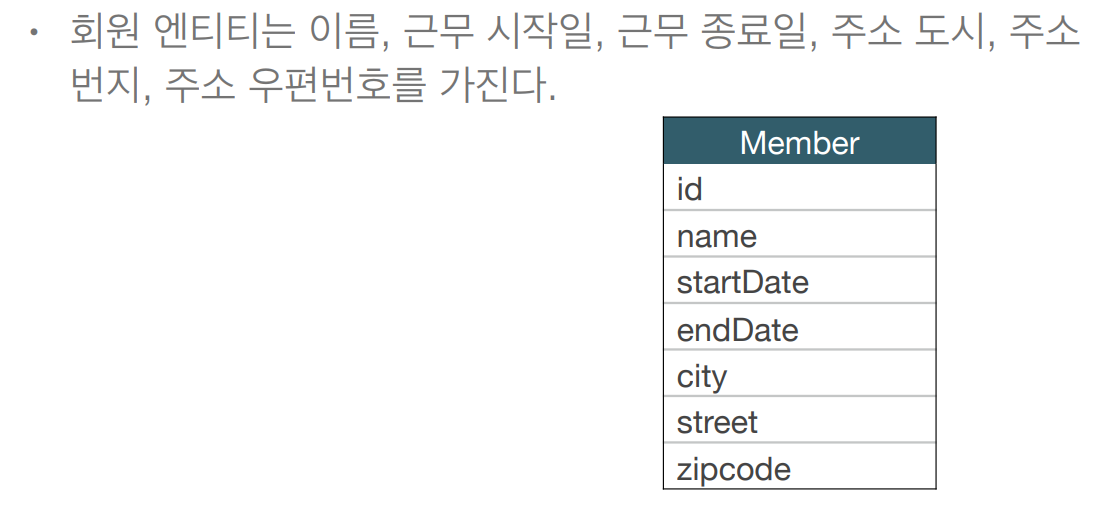 • 회원 엔티티는 이름, 근무 시작일, 근무 종료일, 주소 도시, 주소
번지, 주소 우편번호를 가진다.
Member
id
name
startDate
endDate
city
street
zipcode